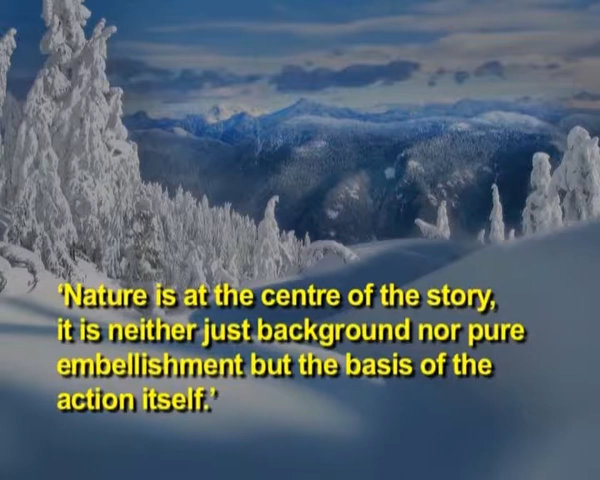 ‘Nature is at the centre of the story,
it is neither just background nor pure
embellishment but the basis of the
action itself.’